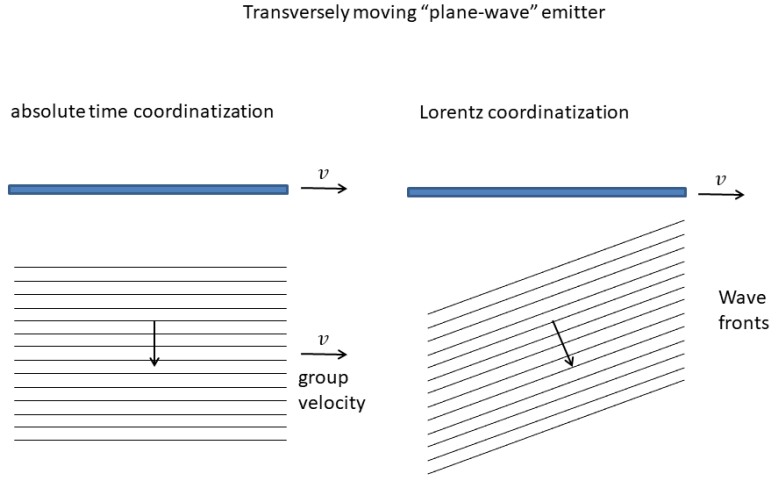 Transversely moving “plane-wave” emitter
absolute time coordinatization
Lorentz coordinatization
v
v
v
group
velocity
Wave
fronts